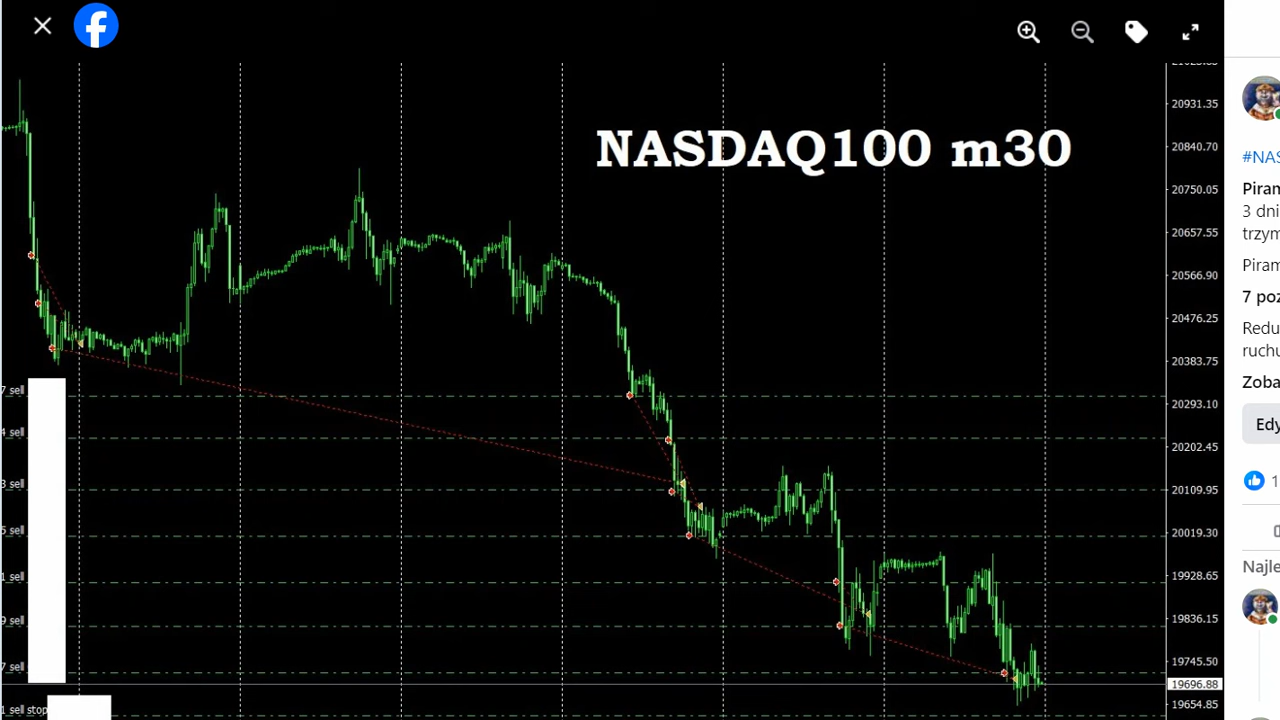 NASDAQ100 m30
20931.35
20840.70
20750.05
20657.55
20566.90
20476.25
20383.75
20293.10
20202.45
20109.95
20019.30
19928.65
19836.15
19745.50
19696.88
19654.85
7 sell
4 sell
3 sell
5 sell
1 sell
9 sell
7 sell
1 sell stop
#NAS
Piram
3 dni
trzym
Piram
7 poz
Redu
ruchu
Zoba
Edy
1
Najle